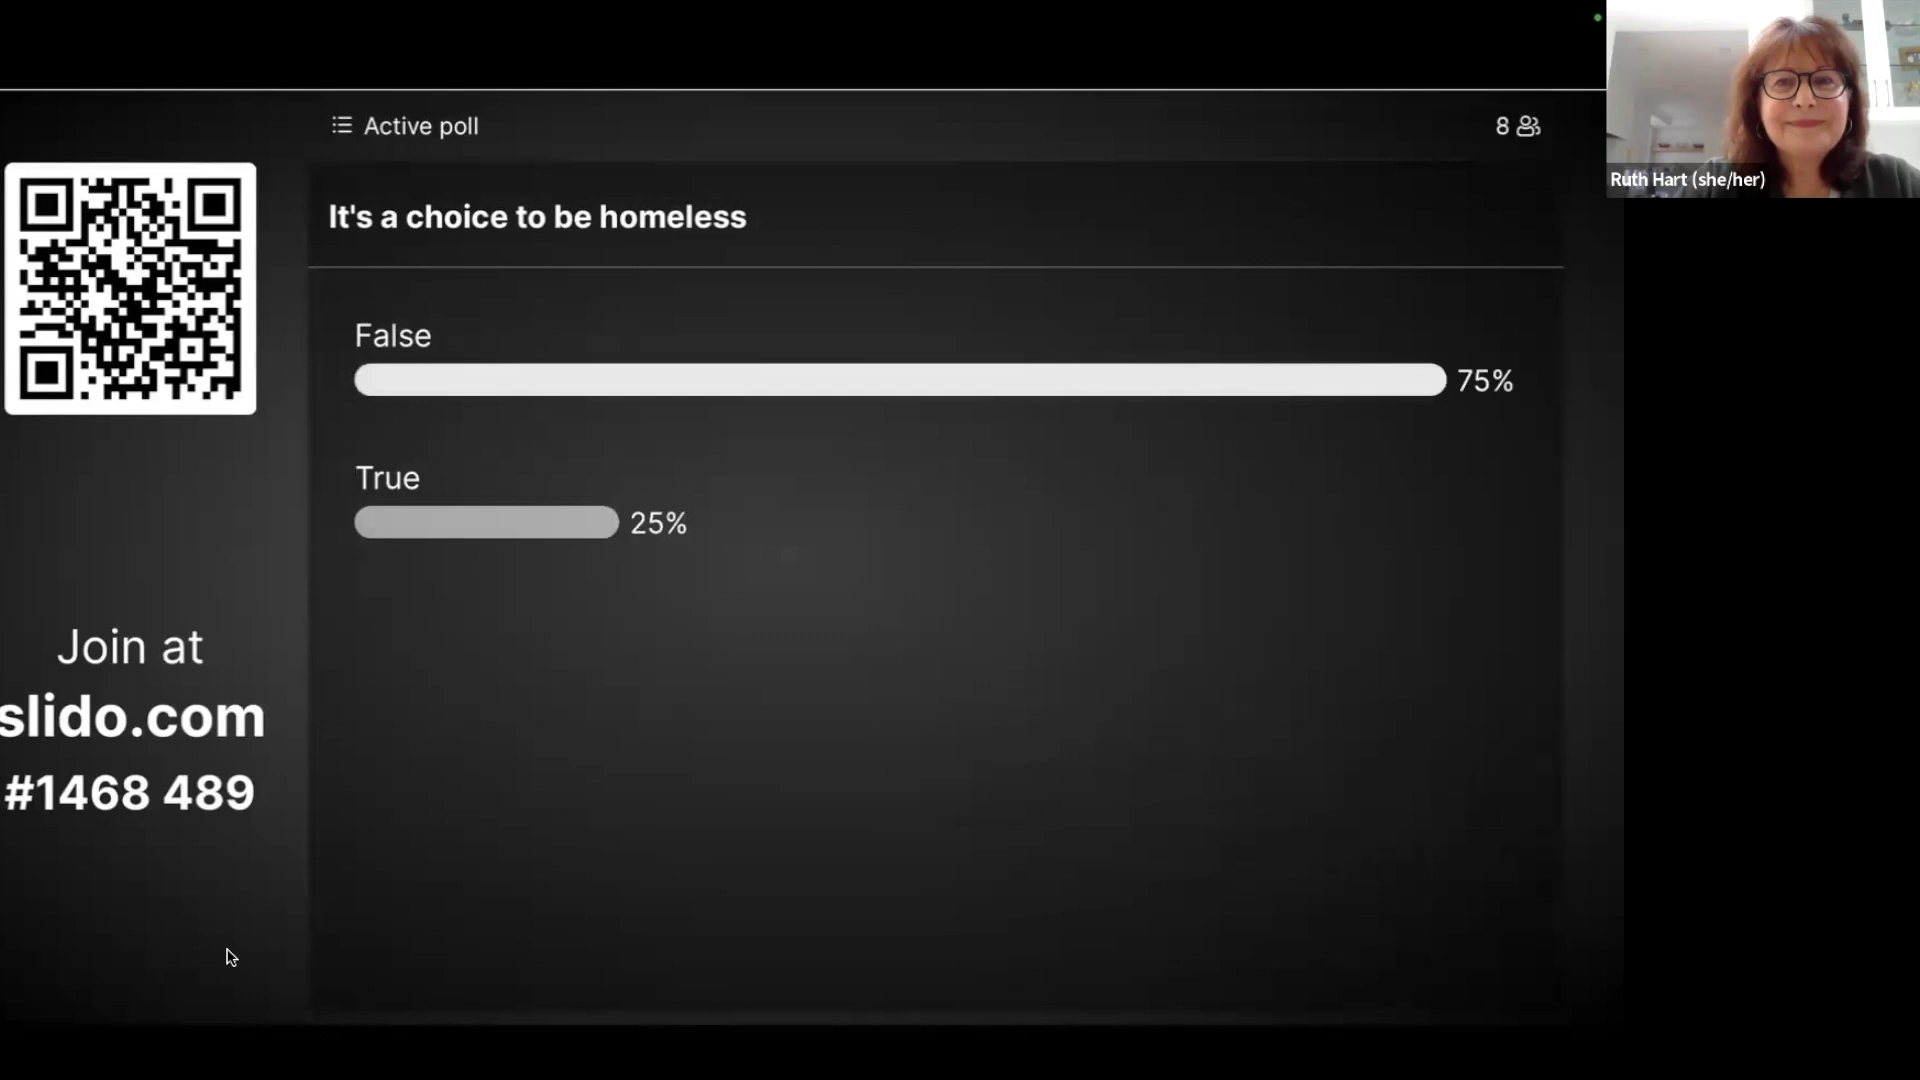 Active poll
8
It's a choice to be homeless
False
75%
True
25%
Join at
slido.com
#1468 489
Ruth Hart (she/her)